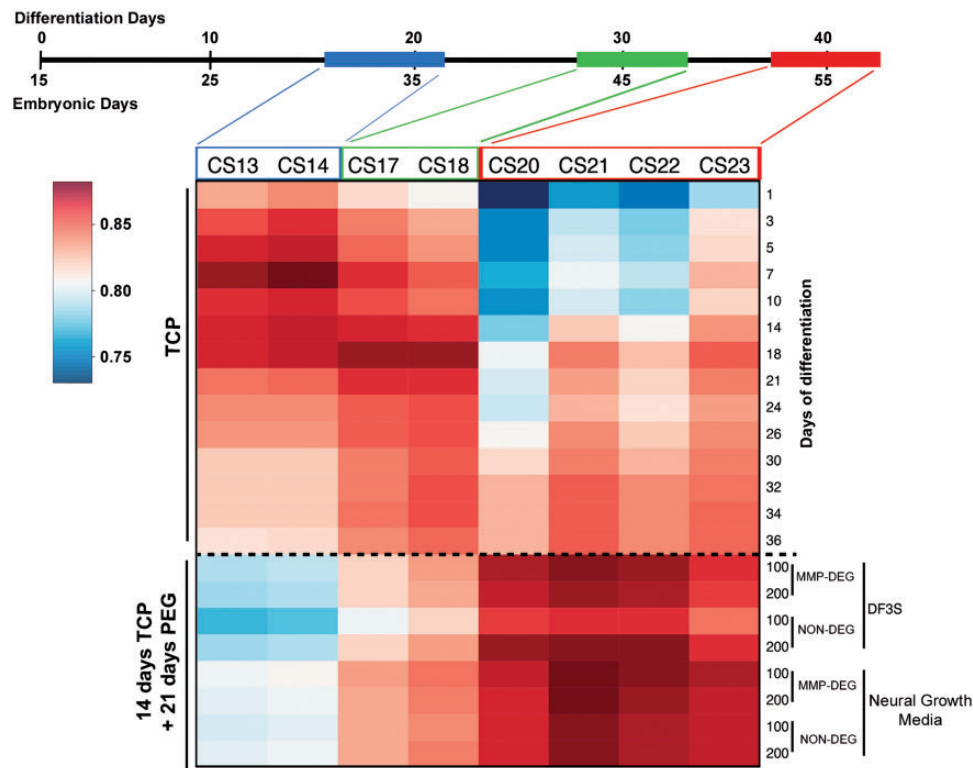 Differentiation Days
0 10 20 30 40
15 25 35 45 55
Embryonic Days
CS13 CS14 CS17 CS18 CS20 CS21 CS22 CS23
0.85
0.80
0.75
TCP
14 days TCP
+ 21 days PEG
1
3
5
7
10
14
18
21
24
26
30
32
34
36
Days of differentiation
100
200
MMP-DEG
100
200
NON-DEG
DF3S
100
200
MMP-DEG
100
200
NON-DEG
Neural Growth
Media